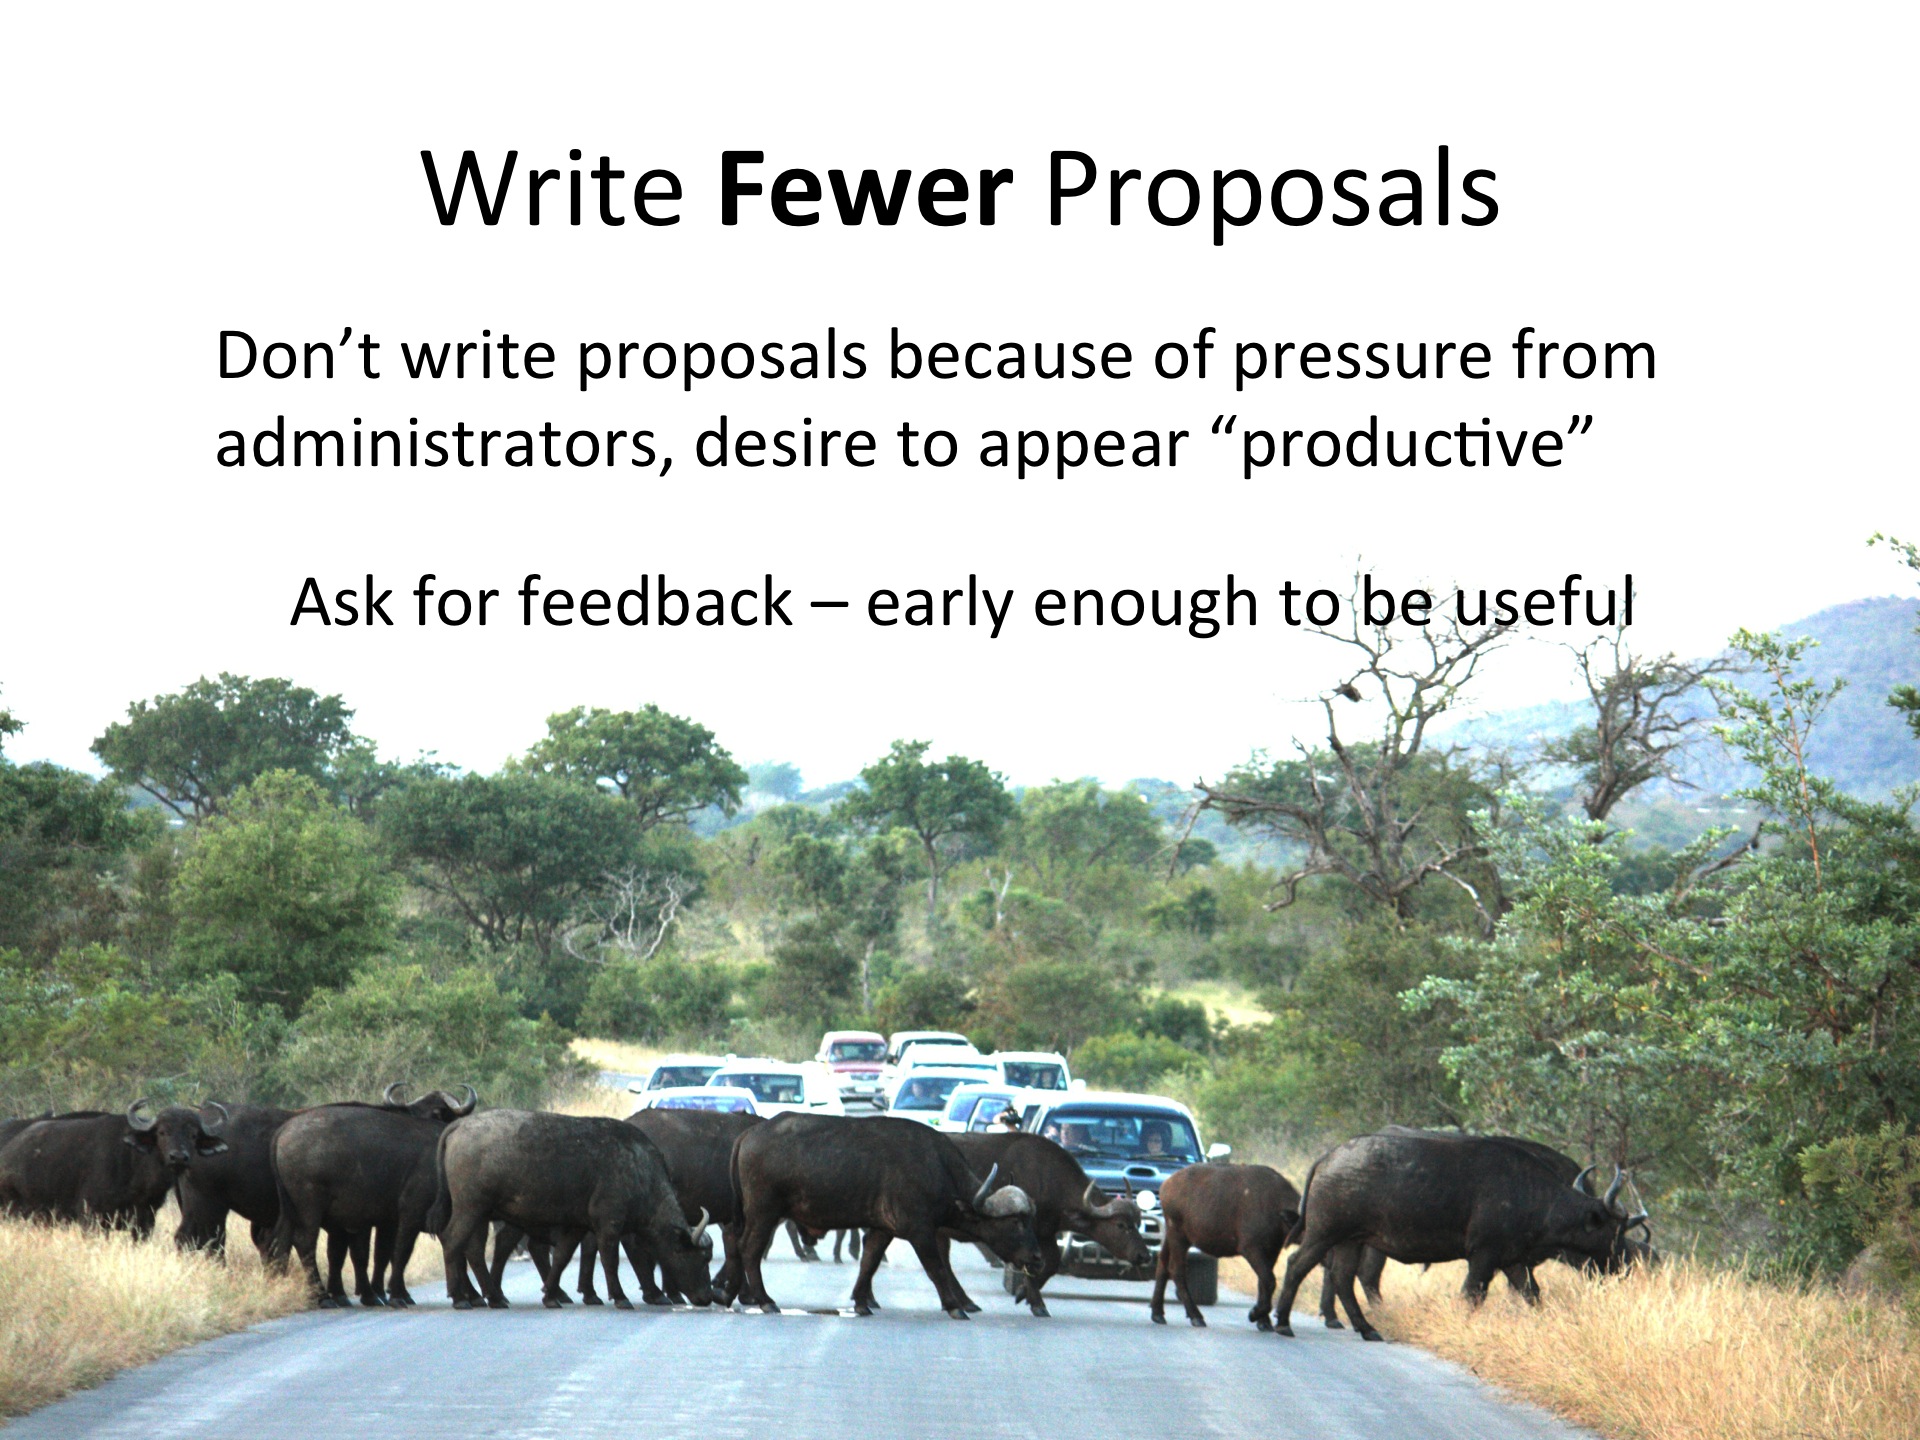 Write Fewer Proposals
Don’t write proposals because of pressure from
administrators, desire to appear “productive”
Ask for feedback – early enough to be useful